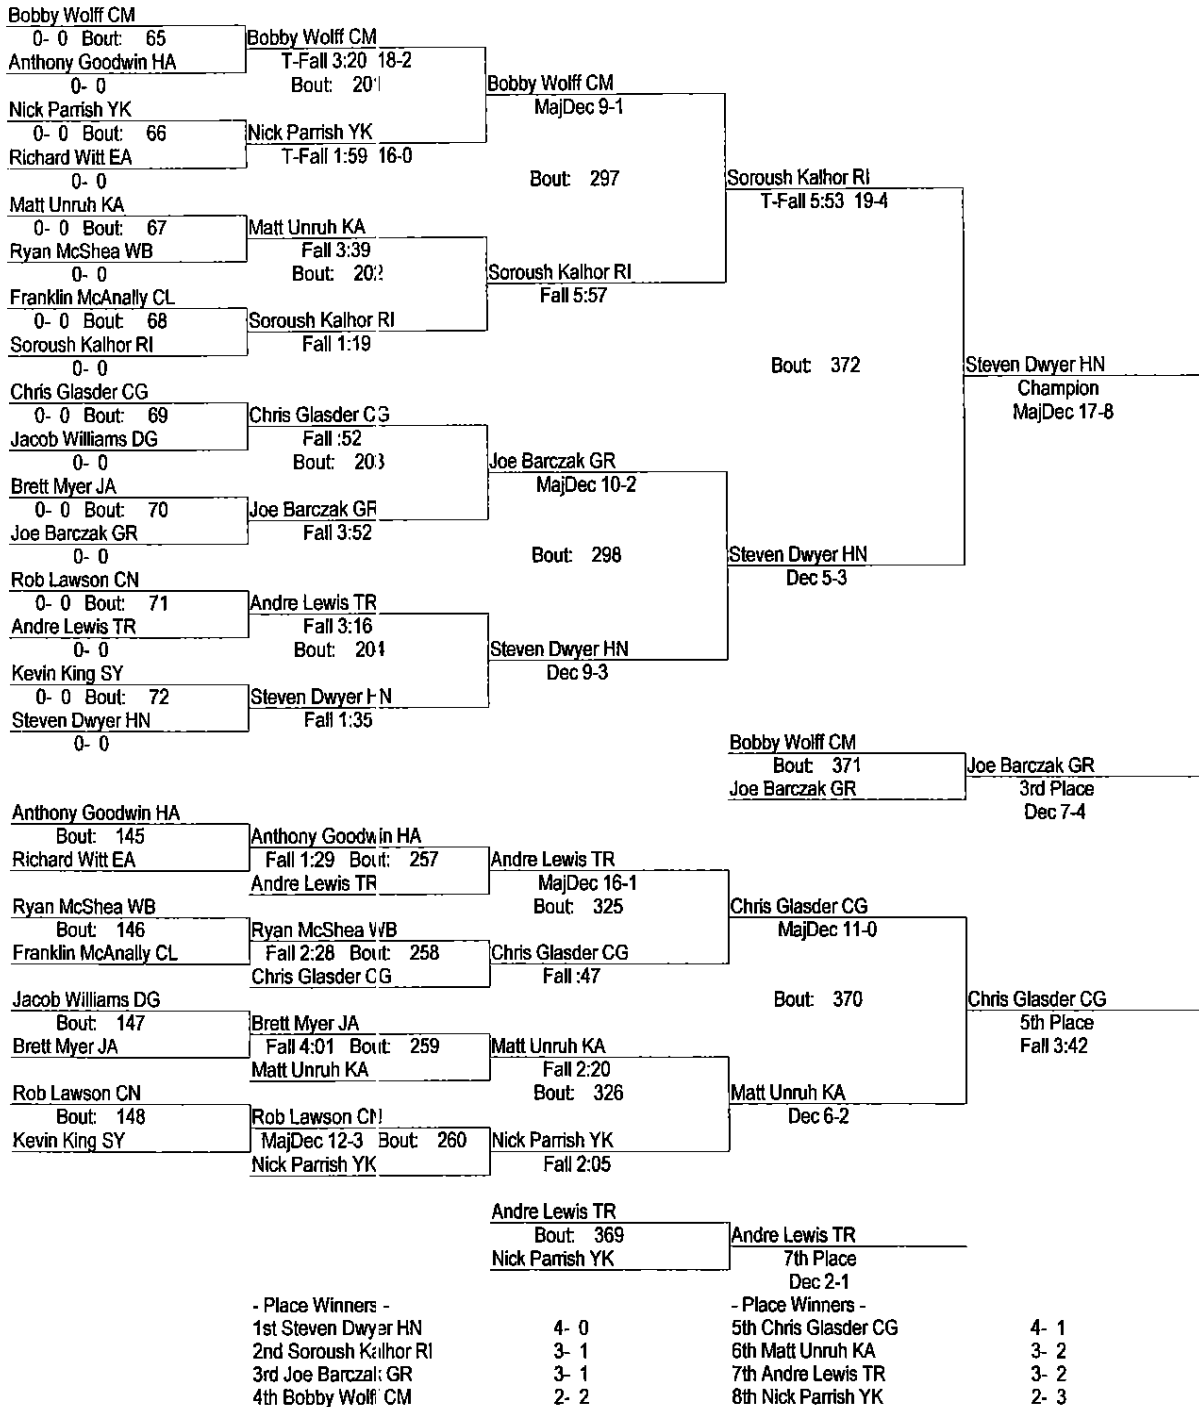 Bobby Wolff CM
0- 0 Bout: 65
Anthony Goodwin HA
0- 0
Nick Parrish YK
0- 0 Bout: 66
Richard Witt EA
0- 0
Matt Unruh KA
0- 0 Bout: 67
Ryan McShea WB
0- 0
Franklin McAnally CL
0- 0 Bout: 68
Soroush Kalhor RI
0- 0
Chris Glasder CG
0- 0 Bout: 69
Jacob Williams DG
0- 0
Brett Myer JA
0- 0 Bout: 70
Joe Barczak GR
0- 0
Rob Lawson CN
0- 0 Bout: 71
Andre Lewis TR
0- 0
Kevin King SY
0- 0 Bout: 72
Steven Dwyer HN
0- 0
Bobby Wolff CM
T-Fall 3:20 18-2
Bout: 201
Nick Parrish YK
T-Fall 1:59 16-0
Matt Unruh KA
Fall 3:39
Bout: 202
Soroush Kalhor RI
Fall 1:19
Chris Glasder CG
Fall :52
Bout: 203
Joe Barczak GR
Fall 3:52
Andre Lewis TR
Fall 3:16
Bout: 204
Steven Dwyer HN
Fall 1:35
Bobby Wolff CM
MajDec 9-1
Bout: 297
Soroush Kalhor RI
Fall 5:57
Joe Barczak GR
MajDec 10-2
Bout: 298
Steven Dwyer HN
Dec 9-3
Soroush Kalhor RI
T-Fall 5:53 19-4
Bout: 372
Steven Dwyer HN
Dec 5-3
Steven Dwyer HN
Champion
MajDec 17-8
Bobby Wolff CM
Bout: 371
Joe Barczak GR
Joe Barczak GR
3rd Place
Dec 7-4
Anthony Goodwin HA
Bout: 145
Richard Witt EA
Ryan McShea WB
Bout: 146
Franklin McAnally CL
Jacob Williams DG
Bout: 147
Brett Myer JA
Rob Lawson CN
Bout: 148
Kevin King SY
Anthony Goodwin HA
Fall 1:29 Bout: 257
Andre Lewis TR
Ryan McShea WB
Fall 2:28 Bout: 258
Chris Glasder CG
Brett Myer JA
Fall 4:01 Bout: 259
Matt Unruh KA
Rob Lawson CN
MajDec 12-3 Bout: 260
Nick Parrish YK
Andre Lewis TR
MajDec 16-1
Bout: 325
Chris Glasder CG
Fall :47
Matt Unruh KA
Fall 2:20
Bout: 326
Nick Parrish YK
Fall 2:05
Chris Glasder CG
MajDec 11-0
Bout: 370
Matt Unruh KA
Dec 6-2
Chris Glasder CG
5th Place
Fall 3:42
Andre Lewis TR
Bout: 369
Nick Parrish YK
Andre Lewis TR
7th Place
Dec 2-1
- Place Winners -
1st Steven Dwyer HN 4- 0
2nd Soroush Kalhor RI 3- 1
3rd Joe Barczak GR 3- 1
4th Bobby Wolff CM 2- 2
- Place Winners -
5th Chris Glasder CG 4- 1
6th Matt Unruh KA 3- 2
7th Andre Lewis TR 3- 2
8th Nick Parrish YK 2- 3